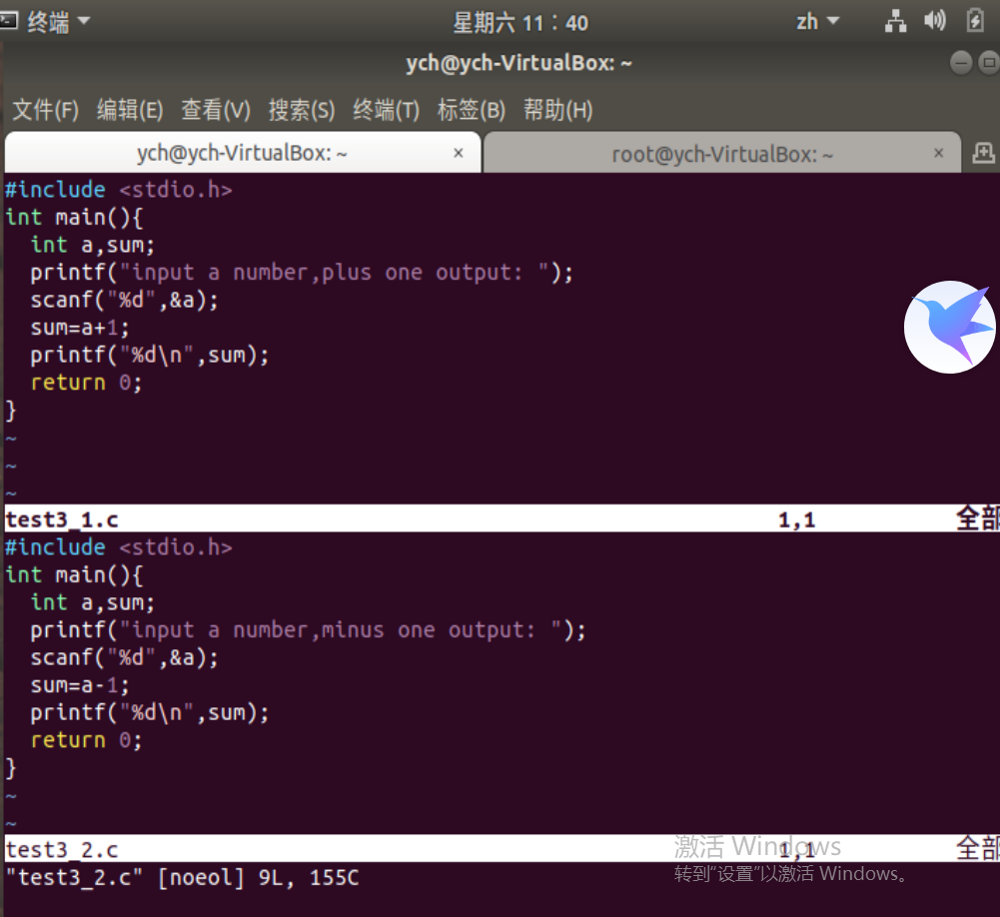 终端
星期六 11：40
zh
ych@ych-VirtualBox: ~
文件(F) 编辑(E) 查看(V) 搜索(S) 终端(T) 标签(B) 帮助(H)
ych@ych-VirtualBox: ~ ×
root@ych-VirtualBox: ~ ×
#include <stdio.h>
int main(){
  int a,sum;
  printf("input a number,plus one output: ");
  scanf("%d",&a);
  sum=a+1;
  printf("%d\n",sum);
  return 0;
}
~
~
~
test3_1.c 1,1 全部
#include <stdio.h>
int main(){
  int a,sum;
  printf("input a number,minus one output: ");
  scanf("%d",&a);
  sum=a-1;
  printf("%d\n",sum);
  return 0;
}
~
~
test3_2.c 1,1 全部
"test3_2.c" [noeol] 9L, 155C
激活 Windows
转到"设置"以激活 Windows。